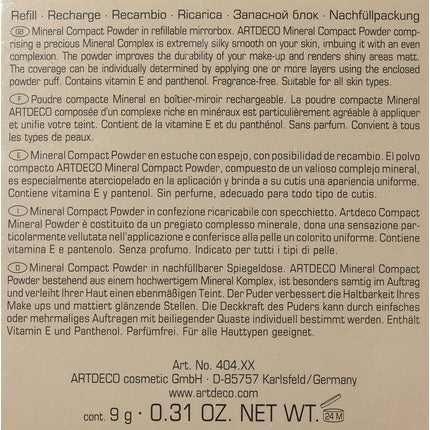 Refill · Recharge · Recambio · Ricarica · Запасной блок · Nachfüllpackung
GB Mineral Compact Powder in refillable mirrorbox. ARTDECO Mineral Compact Powder comp-
rising a precious Mineral Complex is extremely silky smooth on your skin, imbuing it with an even
complexion. The powder improves the durability of your make-up and renders shiny areas matt.
The coverage can be individually determined by applying one or more layers using the enclosed
powder puff. Contains vitamin E and panthenol. Fragrance-free. Suitable for all skin types.
F Poudre compacte Mineral en boîtier-miroir rechargeable. La poudre compacte Mineral
ARTDECO composée d'un complexe riche en minéraux est particulièrement agréable à appliquer
et unifie votre teint. Contient de la vitamine E et du panthénol. Sans parfum. Convient à tous
les types de peaux.
E Mineral Compact Powder en estuche con espejo, con posibilidad de recambio. El polvo
compacto ARTDECO Mineral Compact Powder, compuesto de un valioso complejo mineral,
es especialmente aterciopelado en la aplicación y brinda a su cutis una apariencia uniforme.
Contiene vitamina E y pantenol. Sin perfume, adecuado para todo tipo de cutis.
I Mineral Compact Powder in confezione ricaricabile con specchietto. Artdeco Mineral Compact
Mineral Powder è costituito da un pregiato complesso minerale, dona una sensazione par-
ticolarmente vellutata nell'applicazione e conferisce alla pelle un colorito uniforme. Contiene
vitamina E e pantenolo. Senza profumo. Indicato per tutti i tipi di pelle.
D Mineral Compact Powder in nachfüllbarer Spiegeldose. ARTDECO Mineral Compact
Powder bestehend aus einem hochwertigem Mineral Komplex, ist besonders samtig im Auftrag
und verleiht Ihrer Haut einen ebenmäßigen Teint. Der Puder verbessert die Haltbarkeit Ihres
Make ups und mattiert glänzende Stellen. Die Deckkraft des Puders kann durch einfaches
oder mehrmaliges Auftragen mit beiliegender Quaste individuell bestimmt werden. Enthält
Vitamin E und Panthenol. Parfümfrei. Für alle Hauttypen geeignet.
Art. No. 404.XX
ARTDECO cosmetic GmbH · D-85757 Karlsfeld/Germany
www.artdeco.com
cont. 9 g · 0.31 OZ. NET WT. 24 M